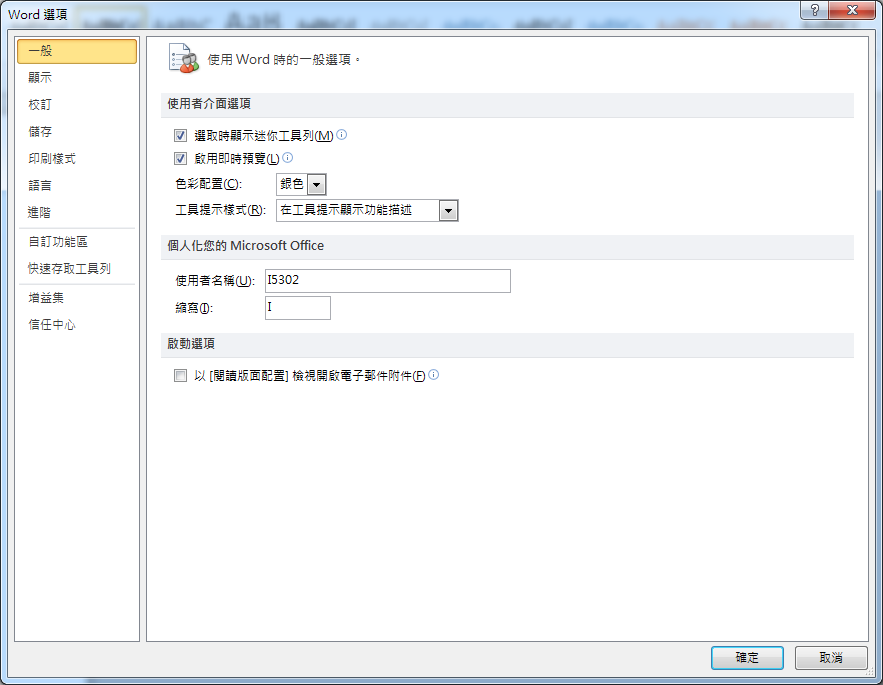 Word 選項
一般
顯示
校訂
儲存
印刷樣式
語言
進階
自訂功能區
快速存取工具列
增益集
信任中心
使用 Word 時的一般選項。
使用者介面選項
選取時顯示迷你工具列(M)
啟用即時預覽(L)
色彩配置(C): 銀色
工具提示樣式(R): 在工具提示顯示功能描述
個人化您的 Microsoft Office
使用者名稱(U): I5302
縮寫(I): I
啟動選項
以 [閱讀版面配置] 檢視開啟電子郵件附件(F)
確定 取消